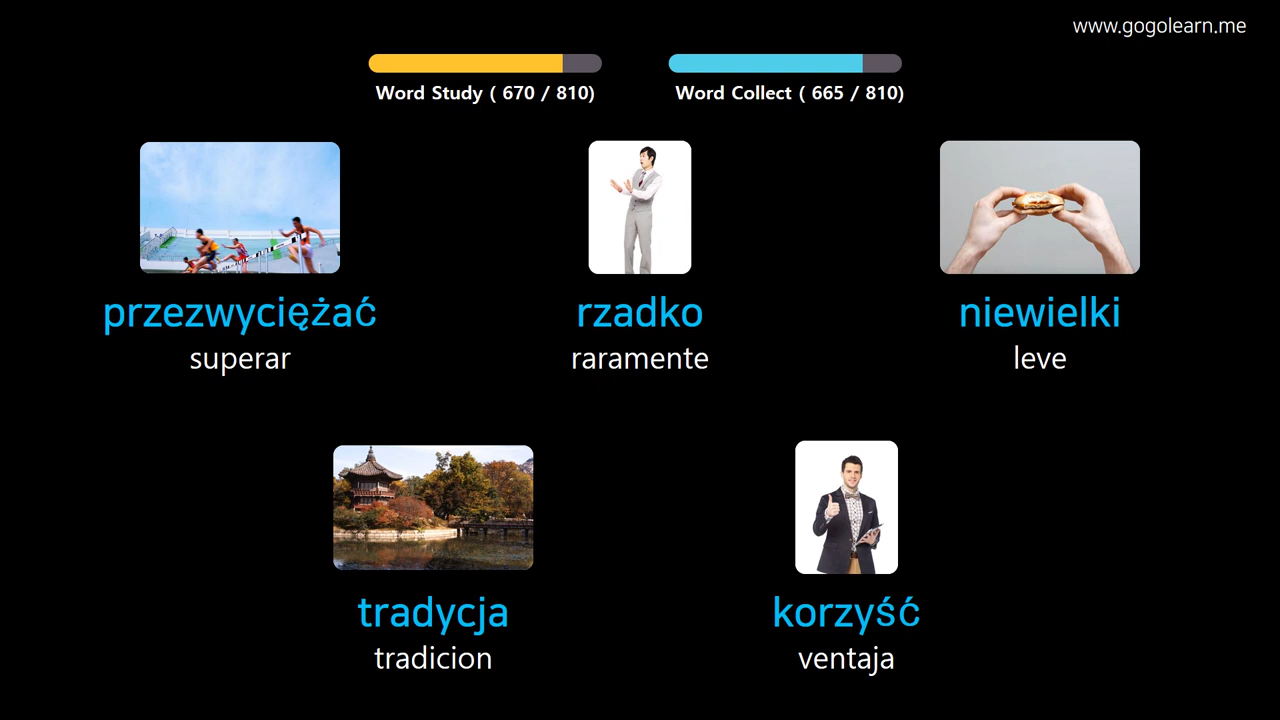 www.gogolearn.me
Word Study ( 670 / 810)
Word Collect ( 665 / 810)
przezwyciężać
superar
rzadko
raramente
niewielki
leve
tradycja
tradicion
korzyść
ventaja